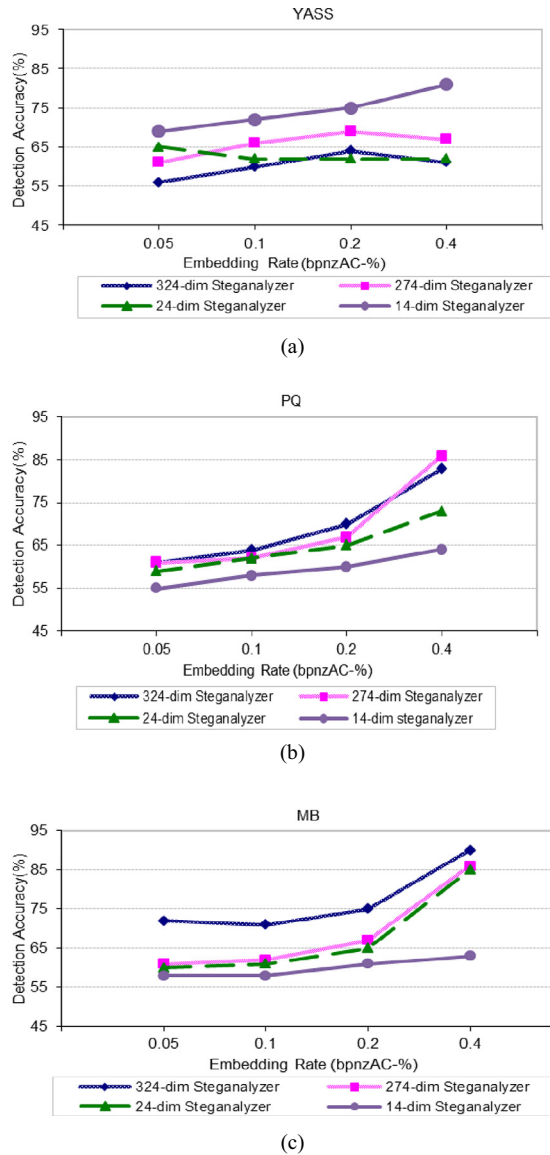 YASS
Detection Accuracy(%)
95
85
75
65
55
45
0.05 0.1 0.2 0.4
Embedding Rate (bpnzAC-%)
324-dim Steganalyzer 274-dim Steganalyzer
24-dim Steganalyzer 14-dim Steganalyzer
(a)
PQ
Detection Accuracy(%)
95
85
75
65
55
45
0.05 0.1 0.2 0.4
Embedding Rate (bpnzAC-%)
324-dim Steganalyzer 274-dim Steganalyzer
24-dim Steganalyzer 14-dim steganalyzer
(b)
MB
Detection Accuracy(%)
95
85
75
65
55
45
0.05 0.1 0.2 0.4
Embedding Rate (bpnzAC-%)
324-dim Steganalyzer 274-dim Steganalyzer
24-dim Steganalyzer 14-dim Steganalyzer
(c)